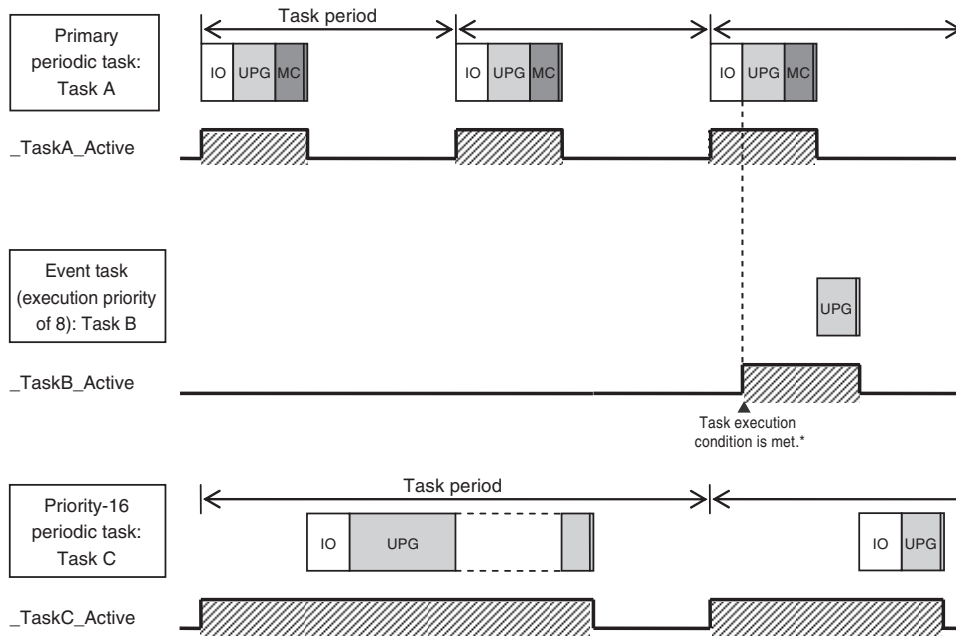 Task period
Primary
periodic task:
Task A
IO UPG MC
IO UPG MC
IO UPG MC
_TaskA_Active
Event task
(execution priority
of 8): Task B
UPG
_TaskB_Active
Task execution
condition is met.*
Task period
Priority-16
periodic task:
Task C
IO UPG
IO UPG
_TaskC_Active